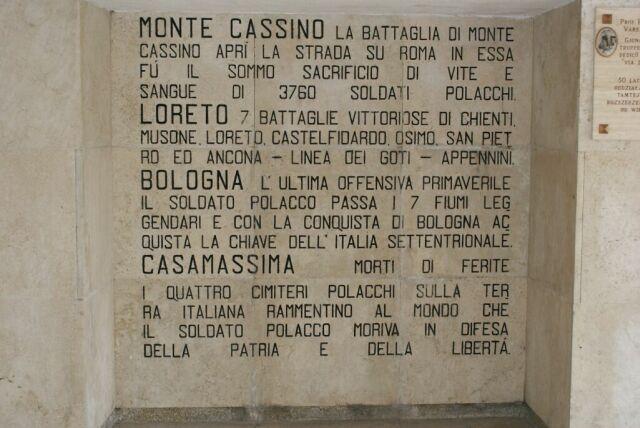 MONTE CASSINO LA BATTAGLIA DI MONTE
CASSINO APRÍ LA STRADA SU ROMA IN ESSA
FÚ IL SOMMO SACRIFICIO DI VITE E
SANGUE DI 3760 SOLDATI POLACCHI.
LORETO 7 BATTAGLIE VITTORIOSE DI CHIENTI,
MUSONE, LORETO, CASTELFIDARDO, OSIMO, SAN PIET
RO ED ANCONA – LINEA DEI GOTI – APPENNINI.
BOLOGNA L'ULTIMA OFFENSIVA PRIMAVERILE
IL SOLDATO POLACCO PASSA I 7 FIUMI LEG
GENDARI E CON LA CONQUISTA DI BOLOGNA AC
QUISTA LA CHIAVE DELL'ITALIA SETTENTRIONALE.
CASAMASSIMA MORTI DI FERITE
I QUATTRO CIMITERI POLACCHI SULLA TER
RA ITALIANA RAMMENTINO AL MONDO CHE
IL SOLDATO POLACCO MORIVA IN DIFESA
DELLA PATRIA E DELLA LIBERTÁ.
50